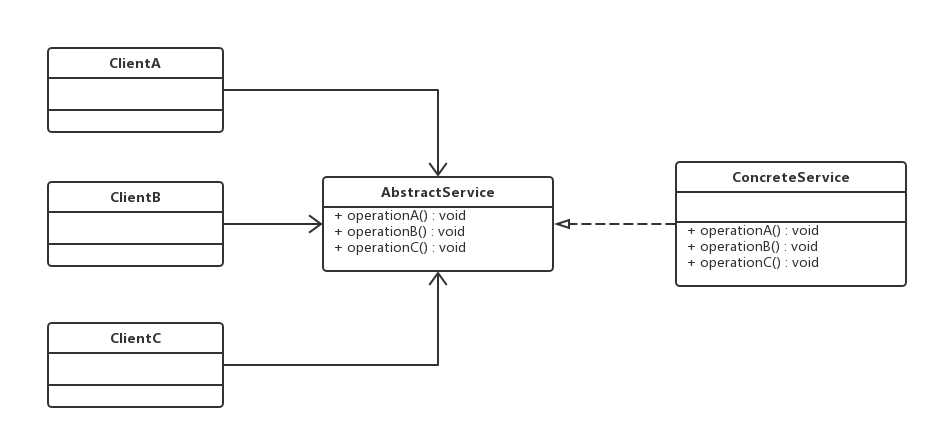 ClientA
ClientB
ClientC
AbstractService
+ operationA() : void
+ operationB() : void
+ operationC() : void
ConcreteService
+ operationA() : void
+ operationB() : void
+ operationC() : void